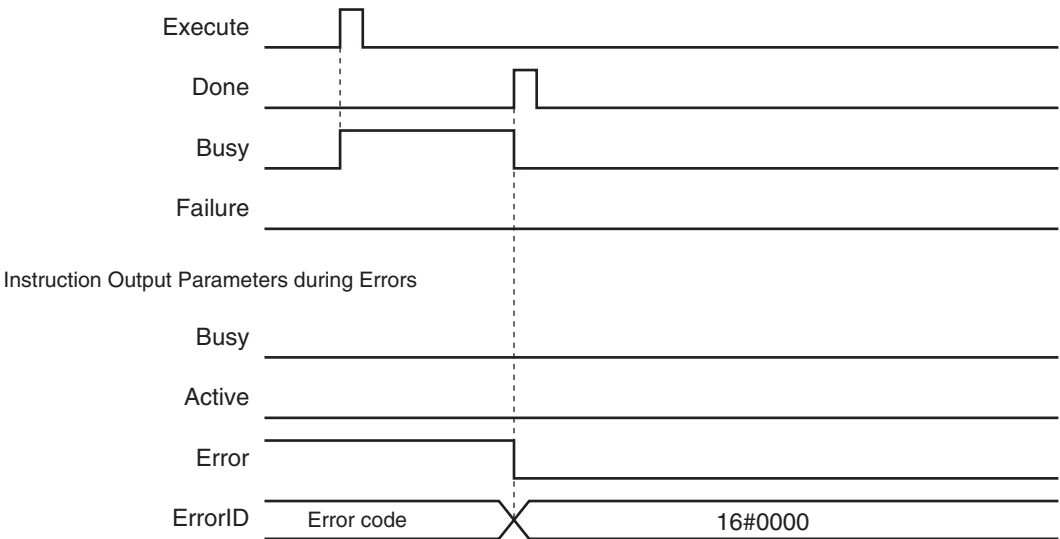 Execute
Done
Busy
Failure
Instruction Output Parameters during Errors
Busy
Active
Error
ErrorID Error code 16#0000